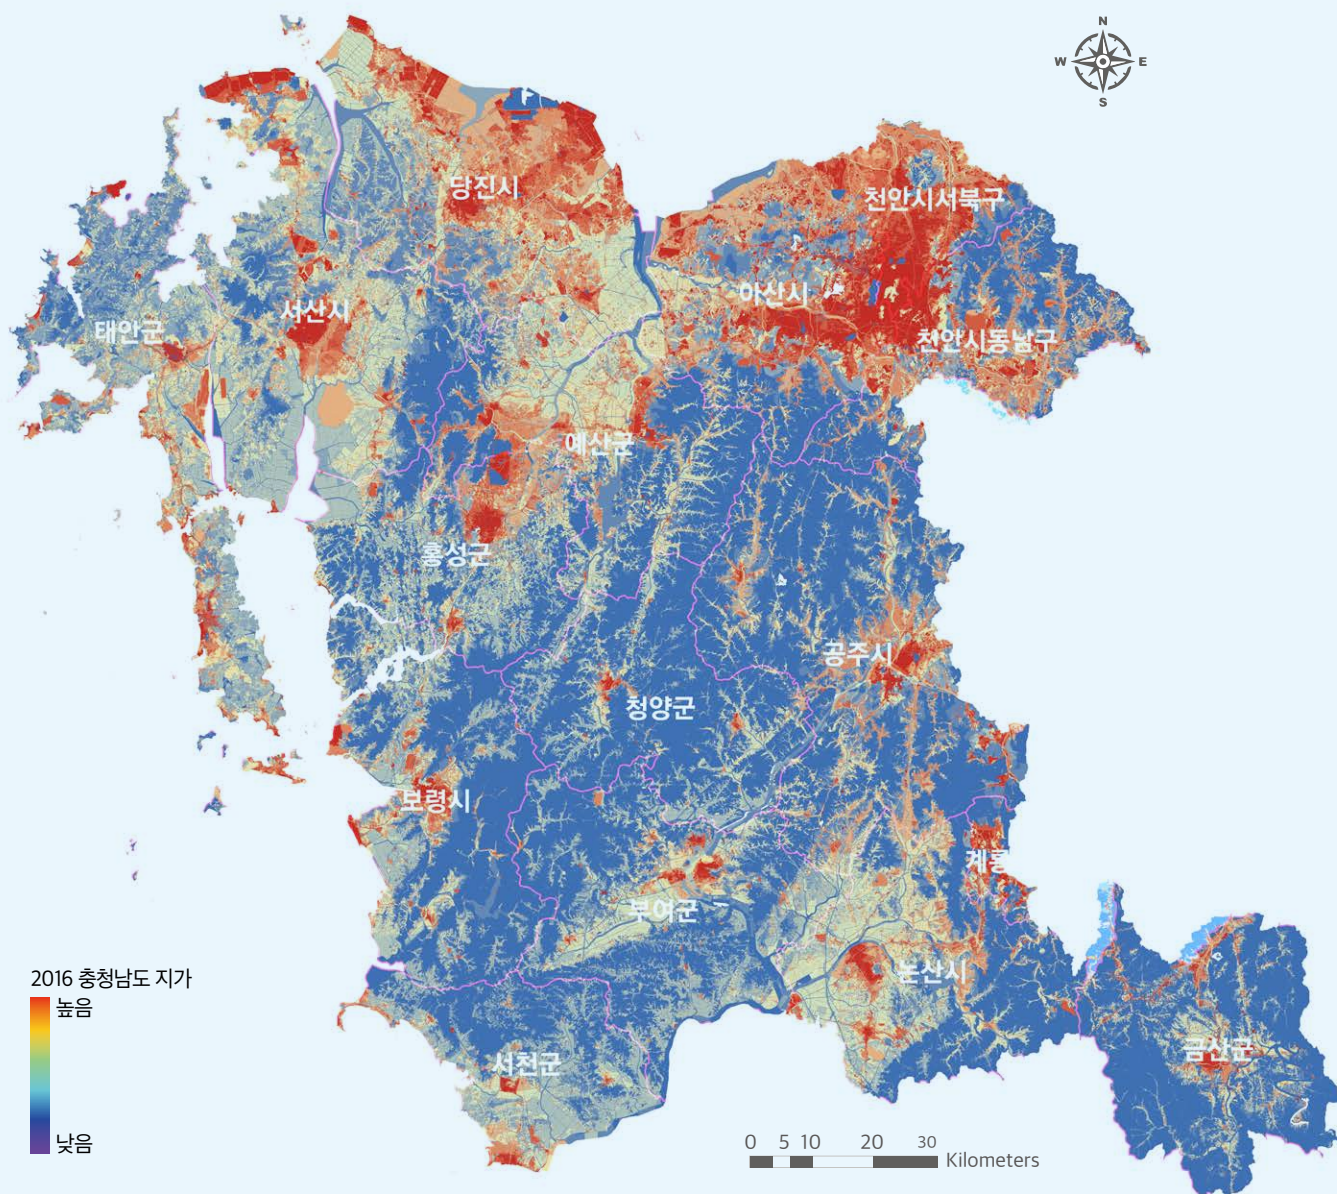 N
W E
S
당진시
천안시서북구
아산시
서산시
태안군
천안시동남구
예산군
홍성군
공주시
청양군
보령시
계룡
부여군
논산시
2016 충청남도 지가
높음
낮음
서천군
금산군
0 5 10 20 30
Kilometers